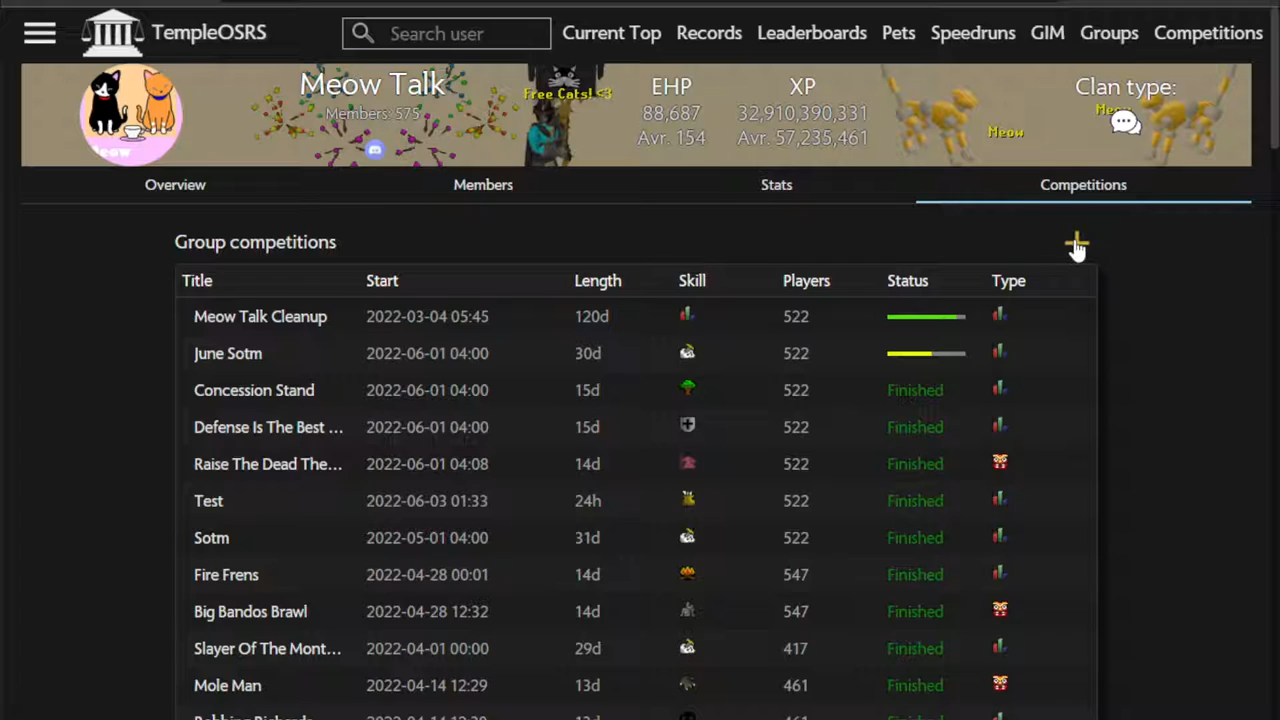 TempleOSRS
Search user
Current Top Records Leaderboards Pets Speedruns GIM Groups Competitions
Meow Talk
Members: 575
Free Cats! <3
EHP
88,687
Avr. 154
XP
32,910,390,331
Avr. 57,235,461
Meow
Clan type:
Meow
Overview Members Stats Competitions
Group competitions
Title Start Length Skill Players Status Type
Meow Talk Cleanup 2022-03-04 05:45 120d 522
June Sotm 2022-06-01 04:00 30d 522
Concession Stand 2022-06-01 04:00 15d 522 Finished
Defense Is The Best ... 2022-06-01 04:00 15d 522 Finished
Raise The Dead The... 2022-06-01 04:08 14d 522 Finished
Test 2022-06-03 01:33 24h 522 Finished
Sotm 2022-05-01 04:00 31d 522 Finished
Fire Frens 2022-04-28 00:01 14d 547 Finished
Big Bandos Brawl 2022-04-28 12:32 14d 547 Finished
Slayer Of The Mont... 2022-04-01 00:00 29d 417 Finished
Mole Man 2022-04-14 12:29 13d 461 Finished